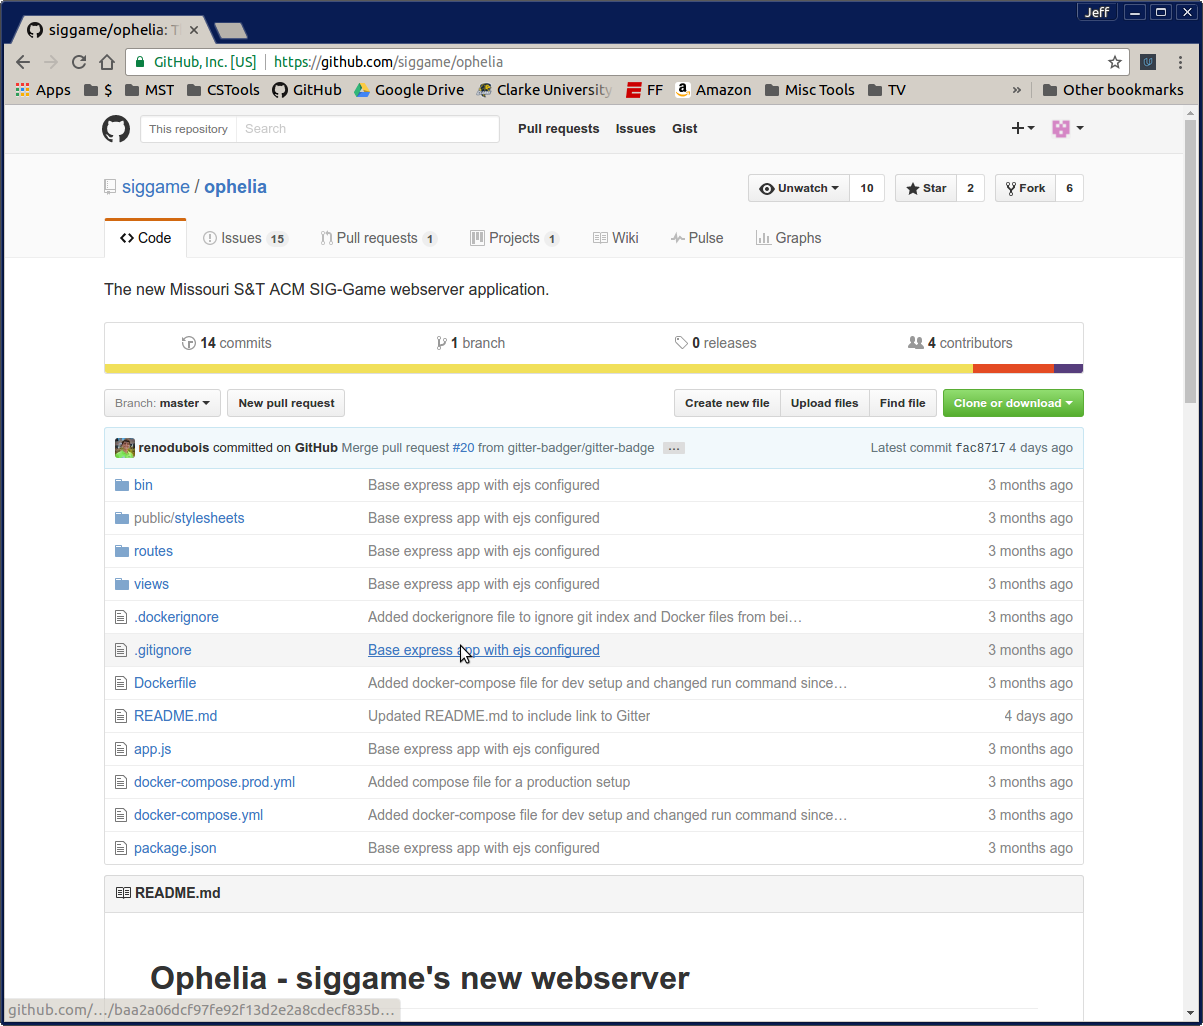 Jeff
siggame/ophelia: T
GitHub, Inc. [US] https://github.com/siggame/ophelia
Apps $ MST CSTools GitHub Google Drive Clarke University FF Amazon Misc Tools TV » Other bookmarks
This repository Search Pull requests Issues Gist
siggame / ophelia Unwatch 10 Star 2 Fork 6
Code Issues 15 Pull requests 1 Projects 1 Wiki Pulse Graphs
The new Missouri S&T ACM SIG-Game webserver application.
14 commits 1 branch 0 releases 4 contributors
Branch: master New pull request Create new file Upload files Find file Clone or download
renodubois committed on GitHub Merge pull request #20 from gitter-badger/gitter-badge … Latest commit fac8717 4 days ago
bin Base express app with ejs configured 3 months ago
public/stylesheets Base express app with ejs configured 3 months ago
routes Base express app with ejs configured 3 months ago
views Base express app with ejs configured 3 months ago
.dockerignore Added dockerignore file to ignore git index and Docker files from bei… 3 months ago
.gitignore Base express app with ejs configured 3 months ago
Dockerfile Added docker-compose file for dev setup and changed run command since… 3 months ago
README.md Updated README.md to include link to Gitter 4 days ago
app.js Base express app with ejs configured 3 months ago
docker-compose.prod.yml Added compose file for a production setup 3 months ago
docker-compose.yml Added docker-compose file for dev setup and changed run command since… 3 months ago
package.json Base express app with ejs configured 3 months ago
README.md
Ophelia - siggame's new webserver
github.com/.../baa2a06dcf97fe92f13d2e2a8cdecf835b...